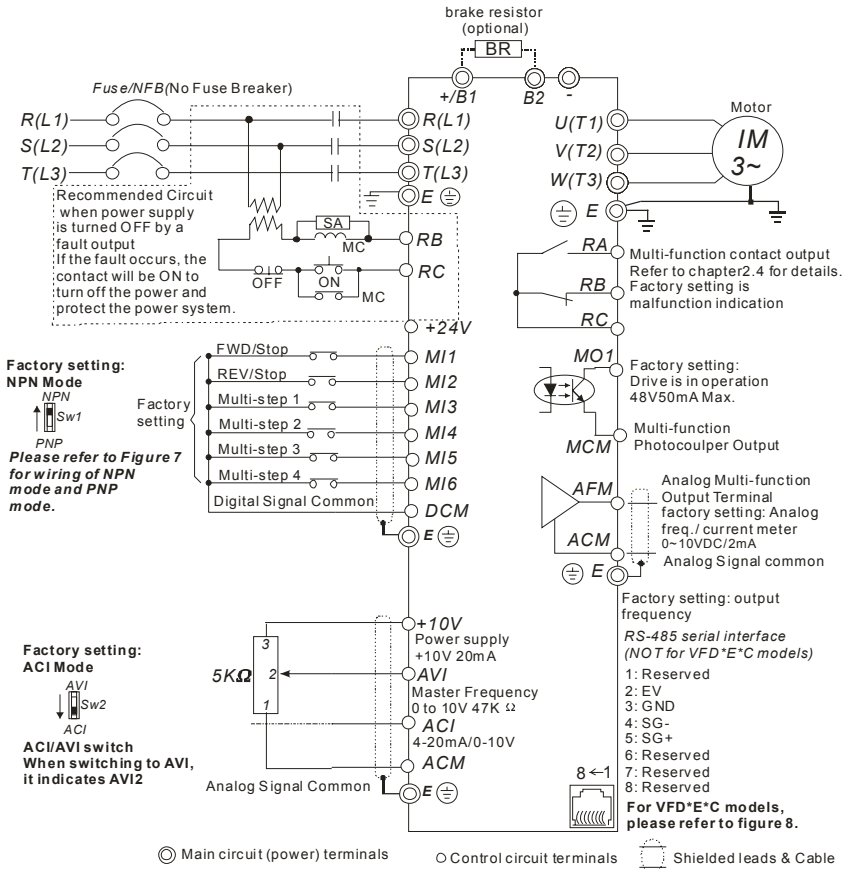 brake resistor
(optional)
BR
+/B1
B2
-
Fuse/NFB(No Fuse Breaker)
R(L1)
S(L2)
T(L3)
R(L1)
S(L2)
T(L3)
E
Recommended Circuit
when power supply
is turned OFF by a
fault output
If the fault occurs, the
contact will be ON to
turn off the power and
protect the power system.
SA
MC
OFF
ON
MC
RB
RC
U(T1)
V(T2)
W(T3)
E
Motor
IM
3~
RA
RB
RC
Multi-function contact output
Refer to chapter2.4 for details.
Factory setting is
malfunction indication
+24V
Factory setting:
NPN Mode
NPN
Sw1
PNP
Please refer to Figure 7
for wiring of NPN
mode and PNP
mode.
Factory
setting
FWD/Stop
REV/Stop
Multi-step 1
Multi-step 2
Multi-step 3
Multi-step 4
Digital Signal Common
MI1
MI2
MI3
MI4
MI5
MI6
DCM
E
MO1
Factory setting:
Drive is in operation
48V50mA Max.
Multi-function
Photocoulper Output
MCM
AFM
ACM
E
Analog Multi-function
Output Terminal
factory setting: Analog
freq./ current meter
0~10VDC/2mA
Analog Signal common
Factory setting: output
frequency
Factory setting:
ACI Mode
AVI
Sw2
ACI
ACI/AVI switch
When switching to AVI,
it indicates AVI2
5KΩ
3
2
1
+10V
Power supply
+10V 20mA
AVI
Master Frequency
0 to 10V 47K Ω
ACI
4-20mA/0-10V
ACM
Analog Signal Common
E
RS-485 serial interface
(NOT for VFD*E*C models)
1: Reserved
2: EV
3: GND
4: SG-
5: SG+
6: Reserved
7: Reserved
8: Reserved
For VFD*E*C models,
please refer to figure 8.
8←1
Main circuit (power) terminals
Control circuit terminals
Shielded leads & Cable